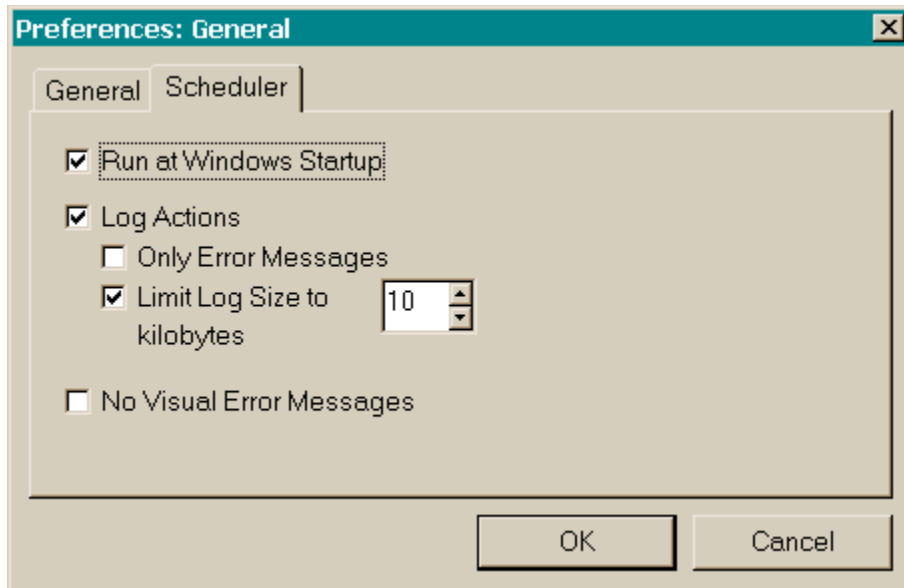 Preferences: General
General Scheduler
Run at Windows Startup
Log Actions
Only Error Messages
Limit Log Size to 10
kilobytes
No Visual Error Messages
OK Cancel